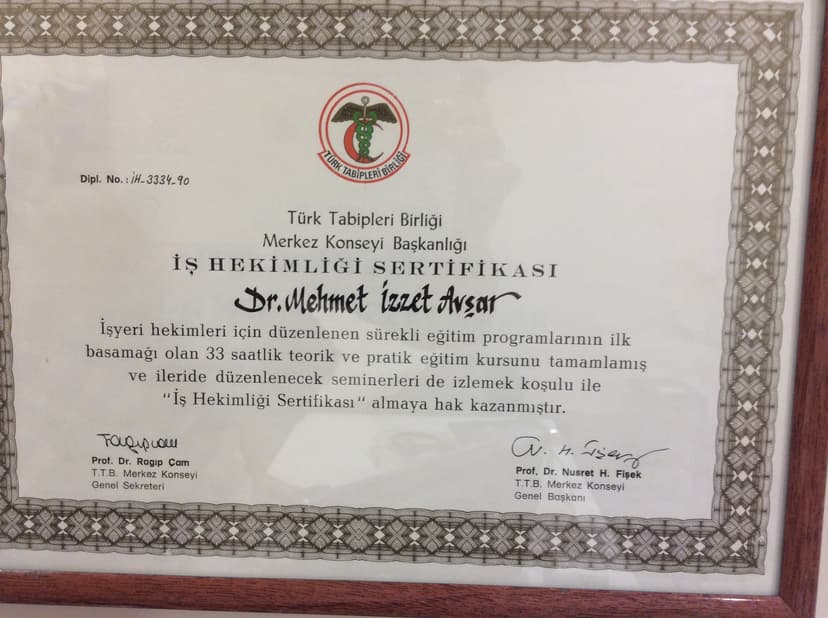 TÜRK TABİPLERİ BİRLİĞİ
Dipl. No. : İH-3334-90
Türk Tabipleri Birliği
Merkez Konseyi Başkanlığı
İŞ HEKİMLİĞİ SERTİFİKASI
Dr. Mehmet İzzet Avşar
İşyeri hekimleri için düzenlenen sürekli eğitim programlarının ilk
basamağı olan 33 saatlik teorik ve pratik eğitim kursunu tamamlamış
ve ileride düzenlenecek seminerleri de izlemek koşulu ile
"İş Hekimliği Sertifikası" almaya hak kazanmıştır.
Prof. Dr. Ragıp Çam
T.T.B. Merkez Konseyi
Genel Sekreteri
Prof. Dr. Nusret H. Fişek
T.T.B. Merkez Konseyi
Genel Başkanı